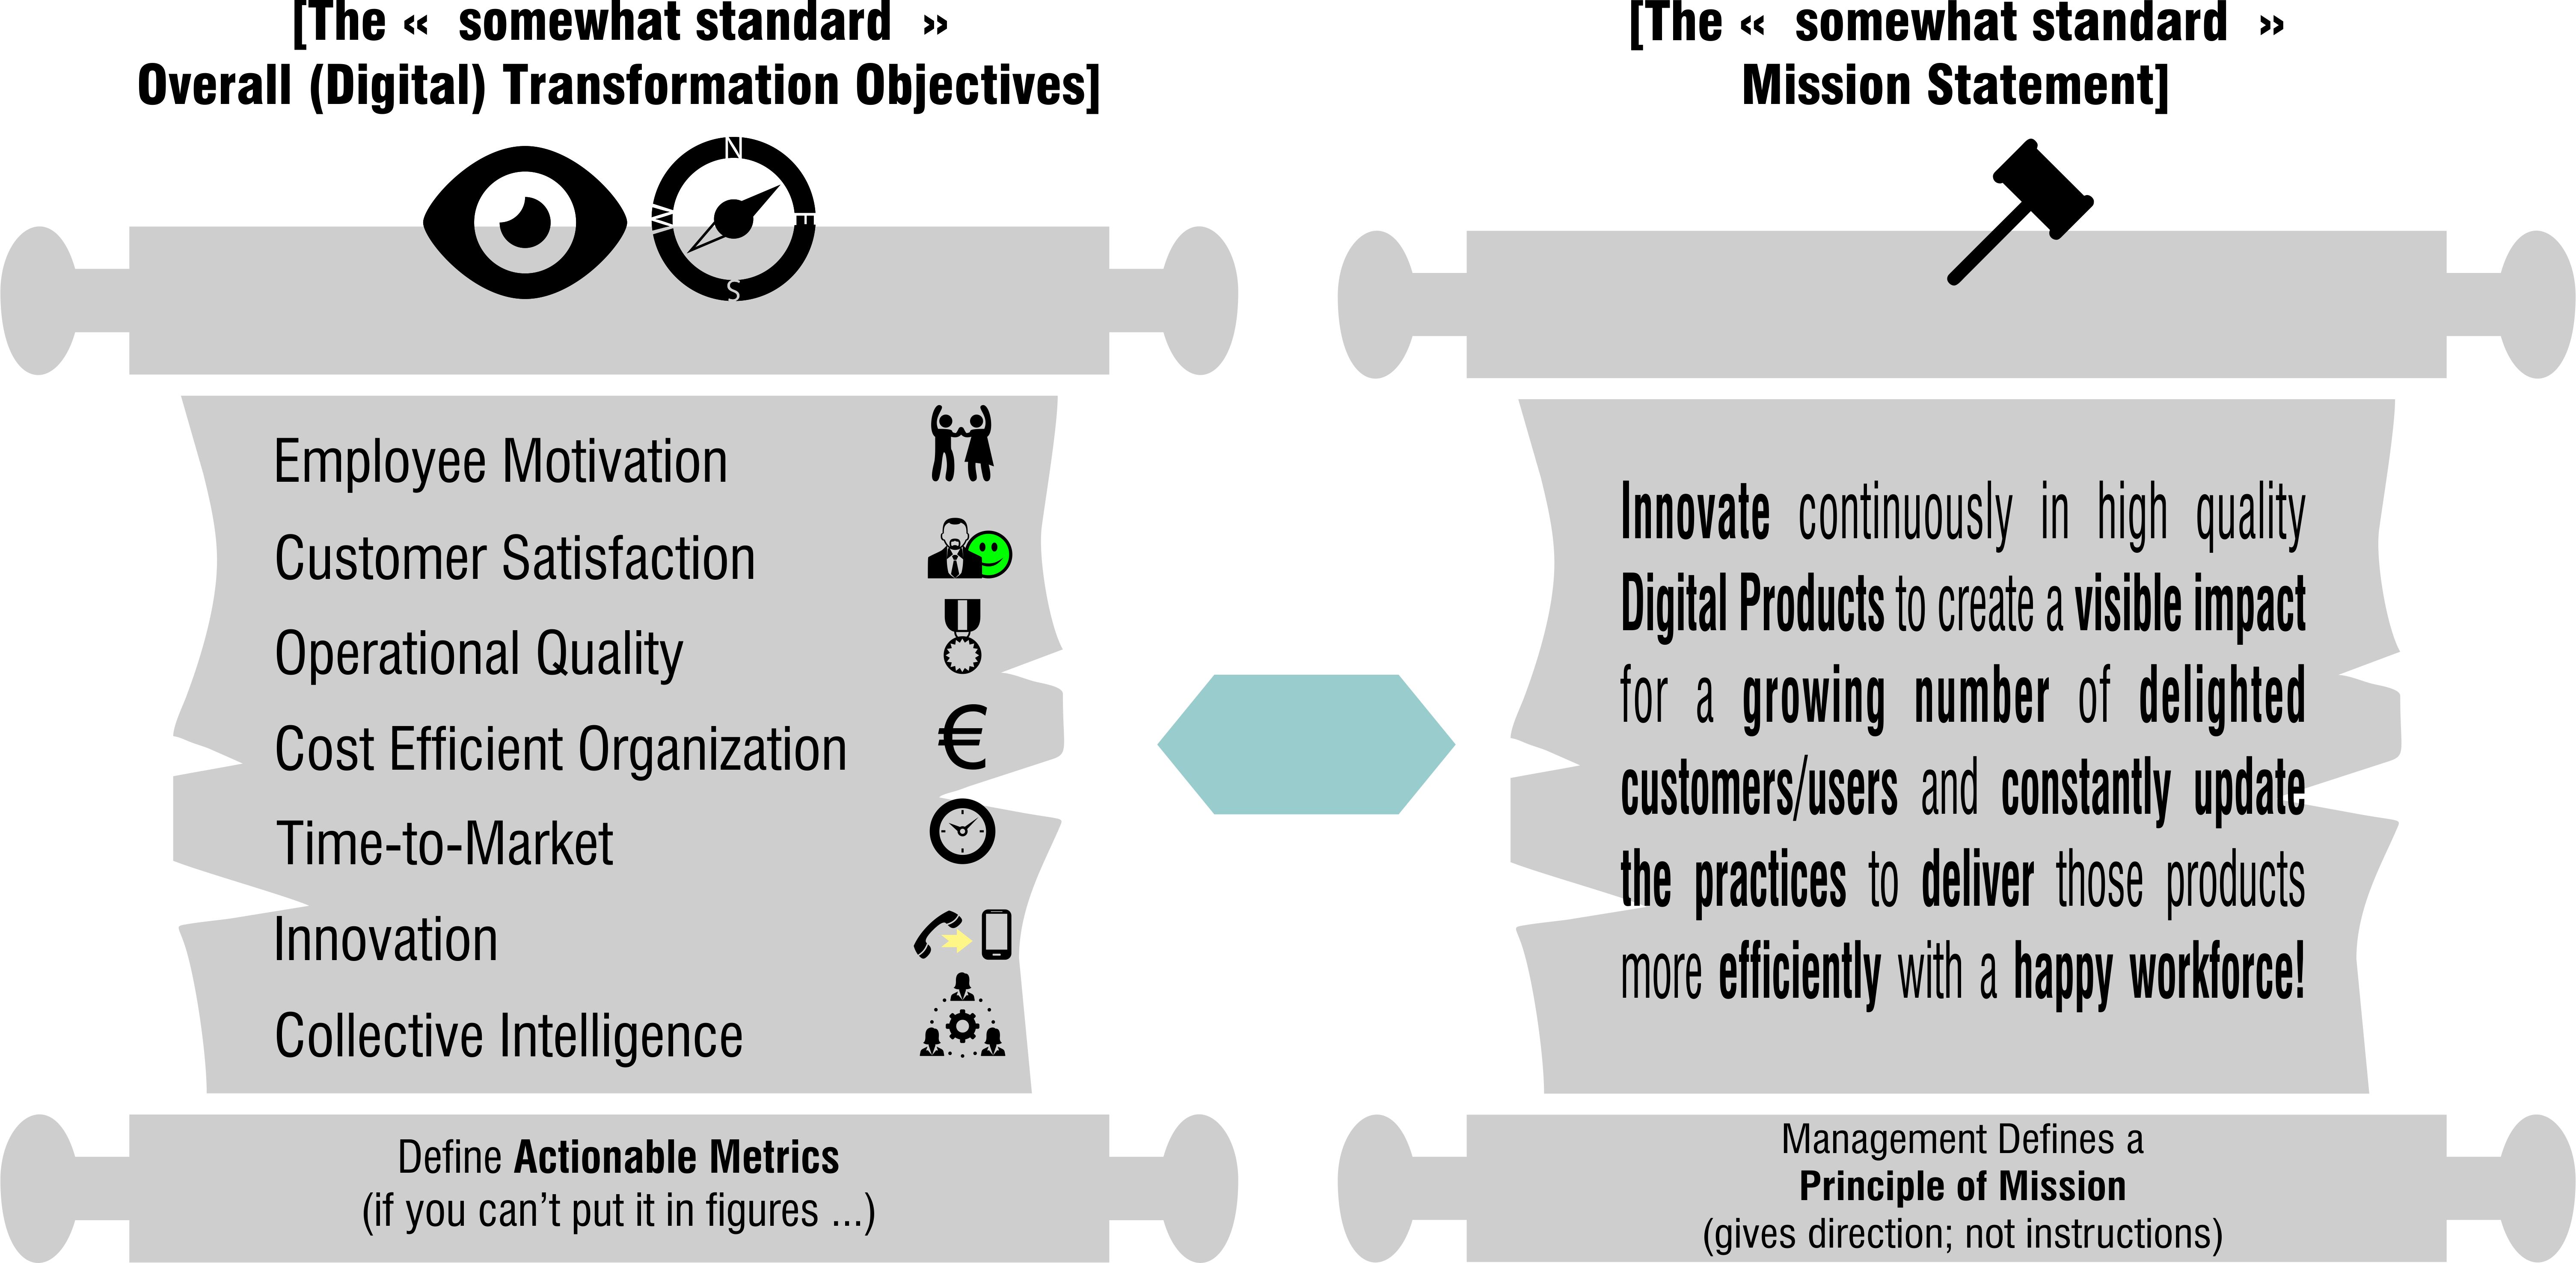 [The «  somewhat standard  »
Overall (Digital) Transformation Objectives]
N
W
E
S
Employee Motivation
Customer Satisfaction
Operational Quality
Cost Efficient Organization
€
Time-to-Market
Innovation
Collective Intelligence
Define Actionable Metrics
(if you can’t put it in figures ...)
[The «  somewhat standard  »
Mission Statement]
Innovate continuously in high quality
Digital Products to create a visible impact
for a growing number of delighted
customers/users and constantly update
the practices to deliver those products
more efficiently with a happy workforce!
Management Defines a
Principle of Mission
(gives direction; not instructions)